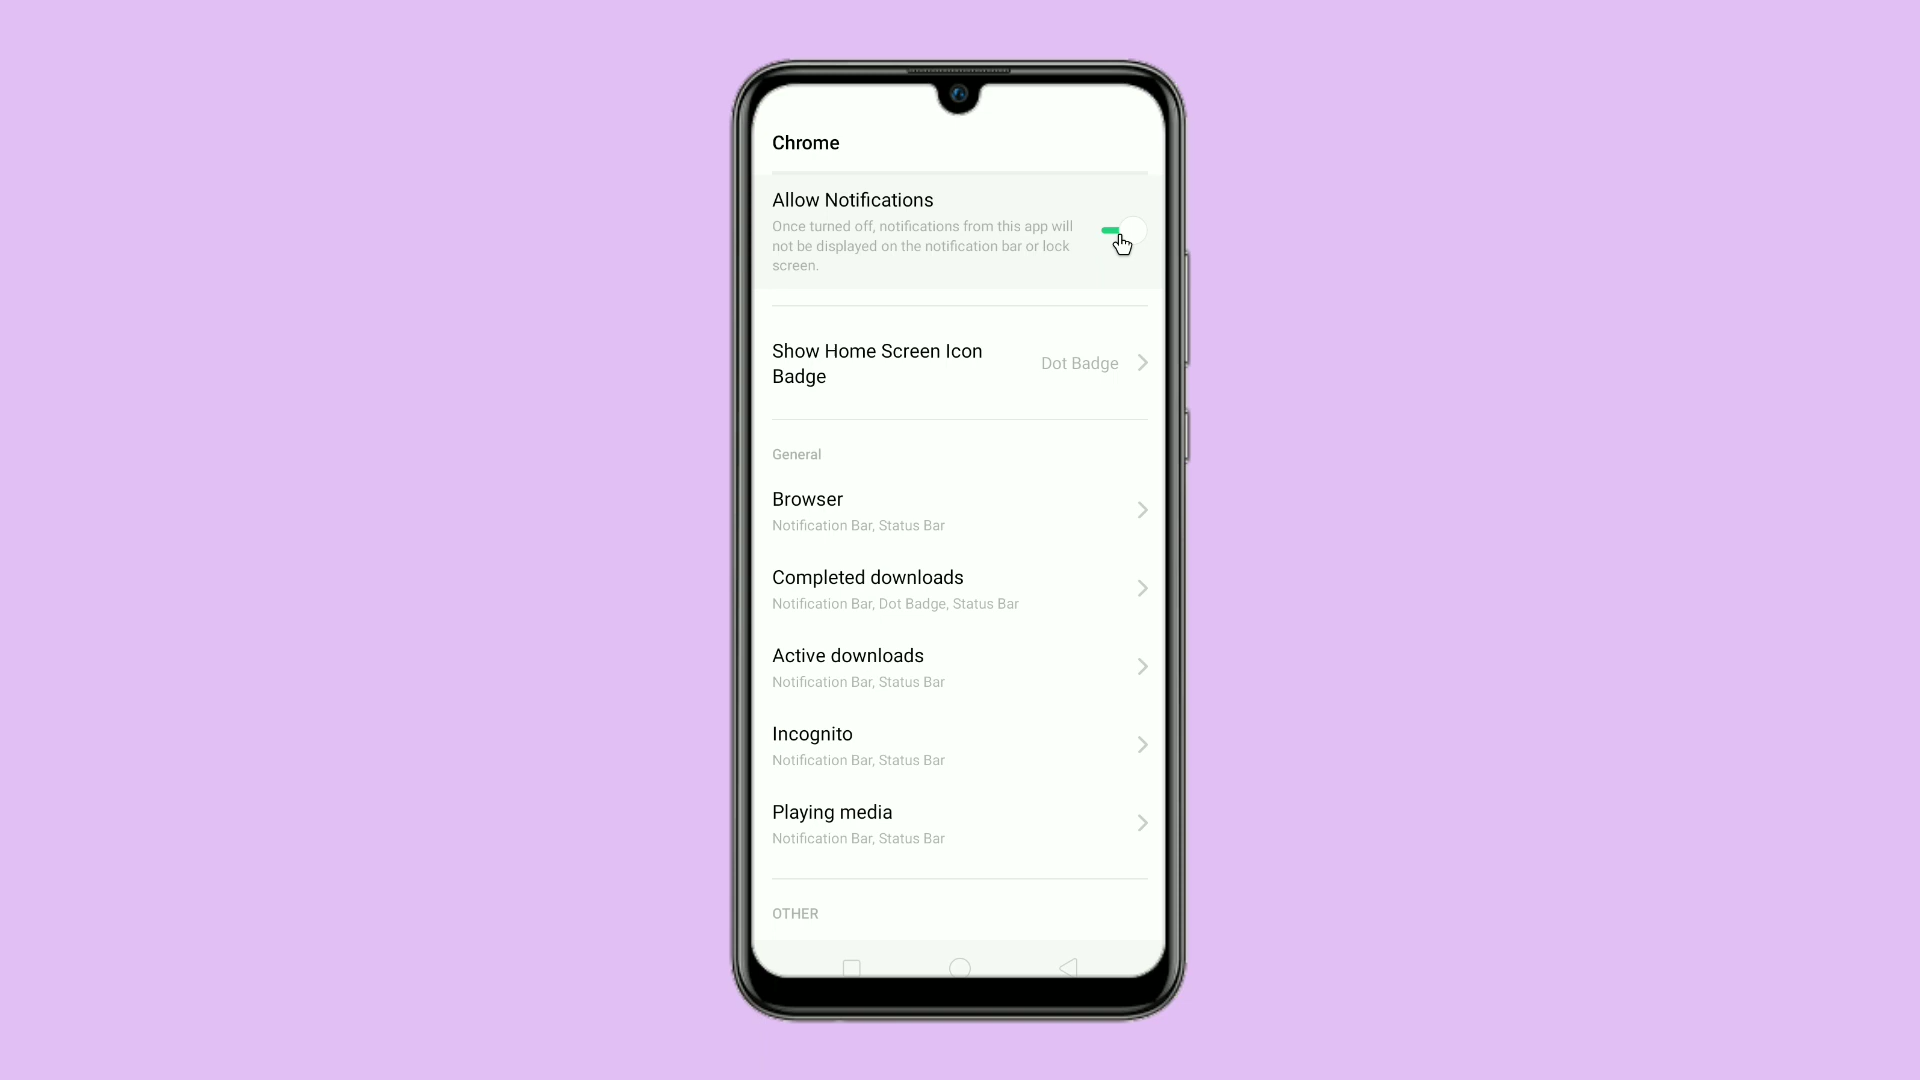 Chrome
Allow Notifications
Once turned off, notifications from this app will
not be displayed on the notification bar or lock
screen.
Show Home Screen Icon
Badge
Dot Badge
General
Browser
Notification Bar, Status Bar
Completed downloads
Notification Bar, Dot Badge, Status Bar
Active downloads
Notification Bar, Status Bar
Incognito
Notification Bar, Status Bar
Playing media
Notification Bar, Status Bar
OTHER